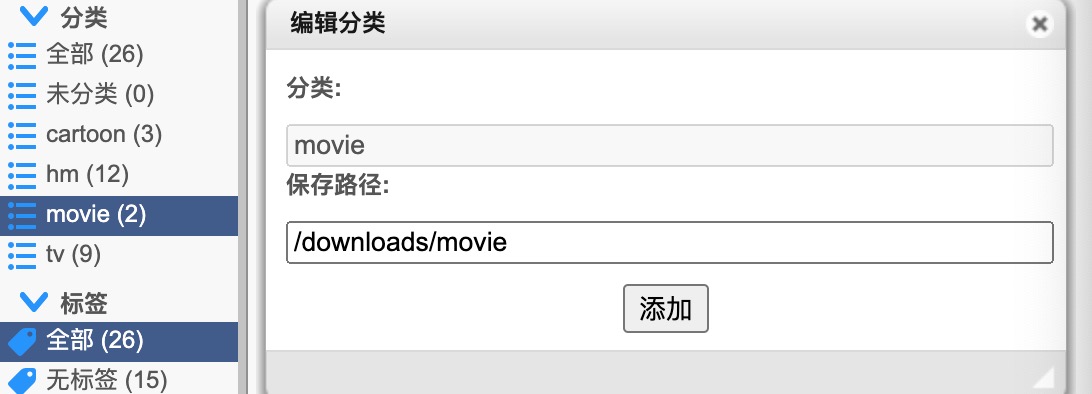 分类
全部 (26)
未分类 (0)
cartoon (3)
hm (12)
movie (2)
tv (9)
标签
全部 (26)
无标签 (15)
编辑分类
分类:
movie
保存路径:
/downloads/movie
添加